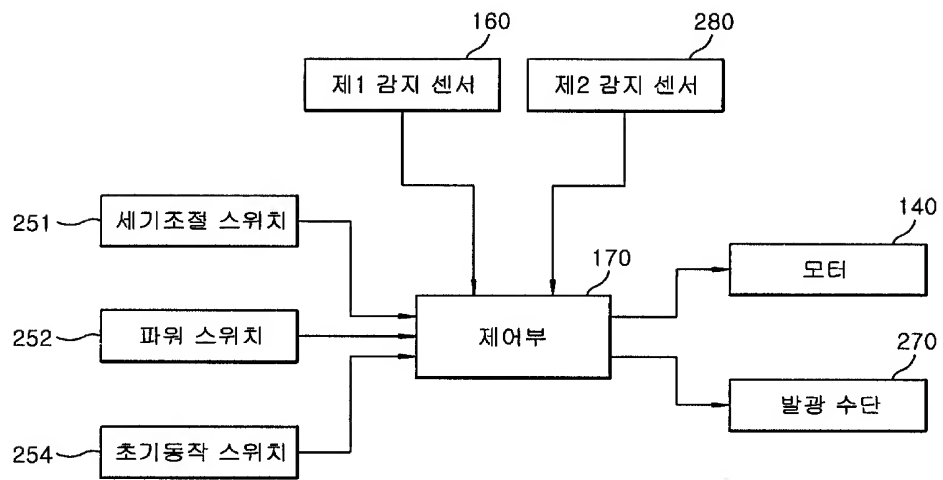 160
280
제1 감지 센서
제2 감지 센서
251
세기조절 스위치
140
모터
170
252
파워 스위치
제어부
270
발광 수단
254
초기동작 스위치